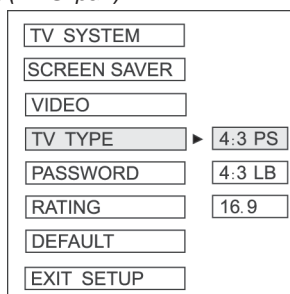 TV SYSTEM
SCREEN SAVER
VIDEO
TV TYPE ► 4:3 PS
PASSWORD 4:3 LB
RATING 16.9
DEFAULT
EXIT SETUP